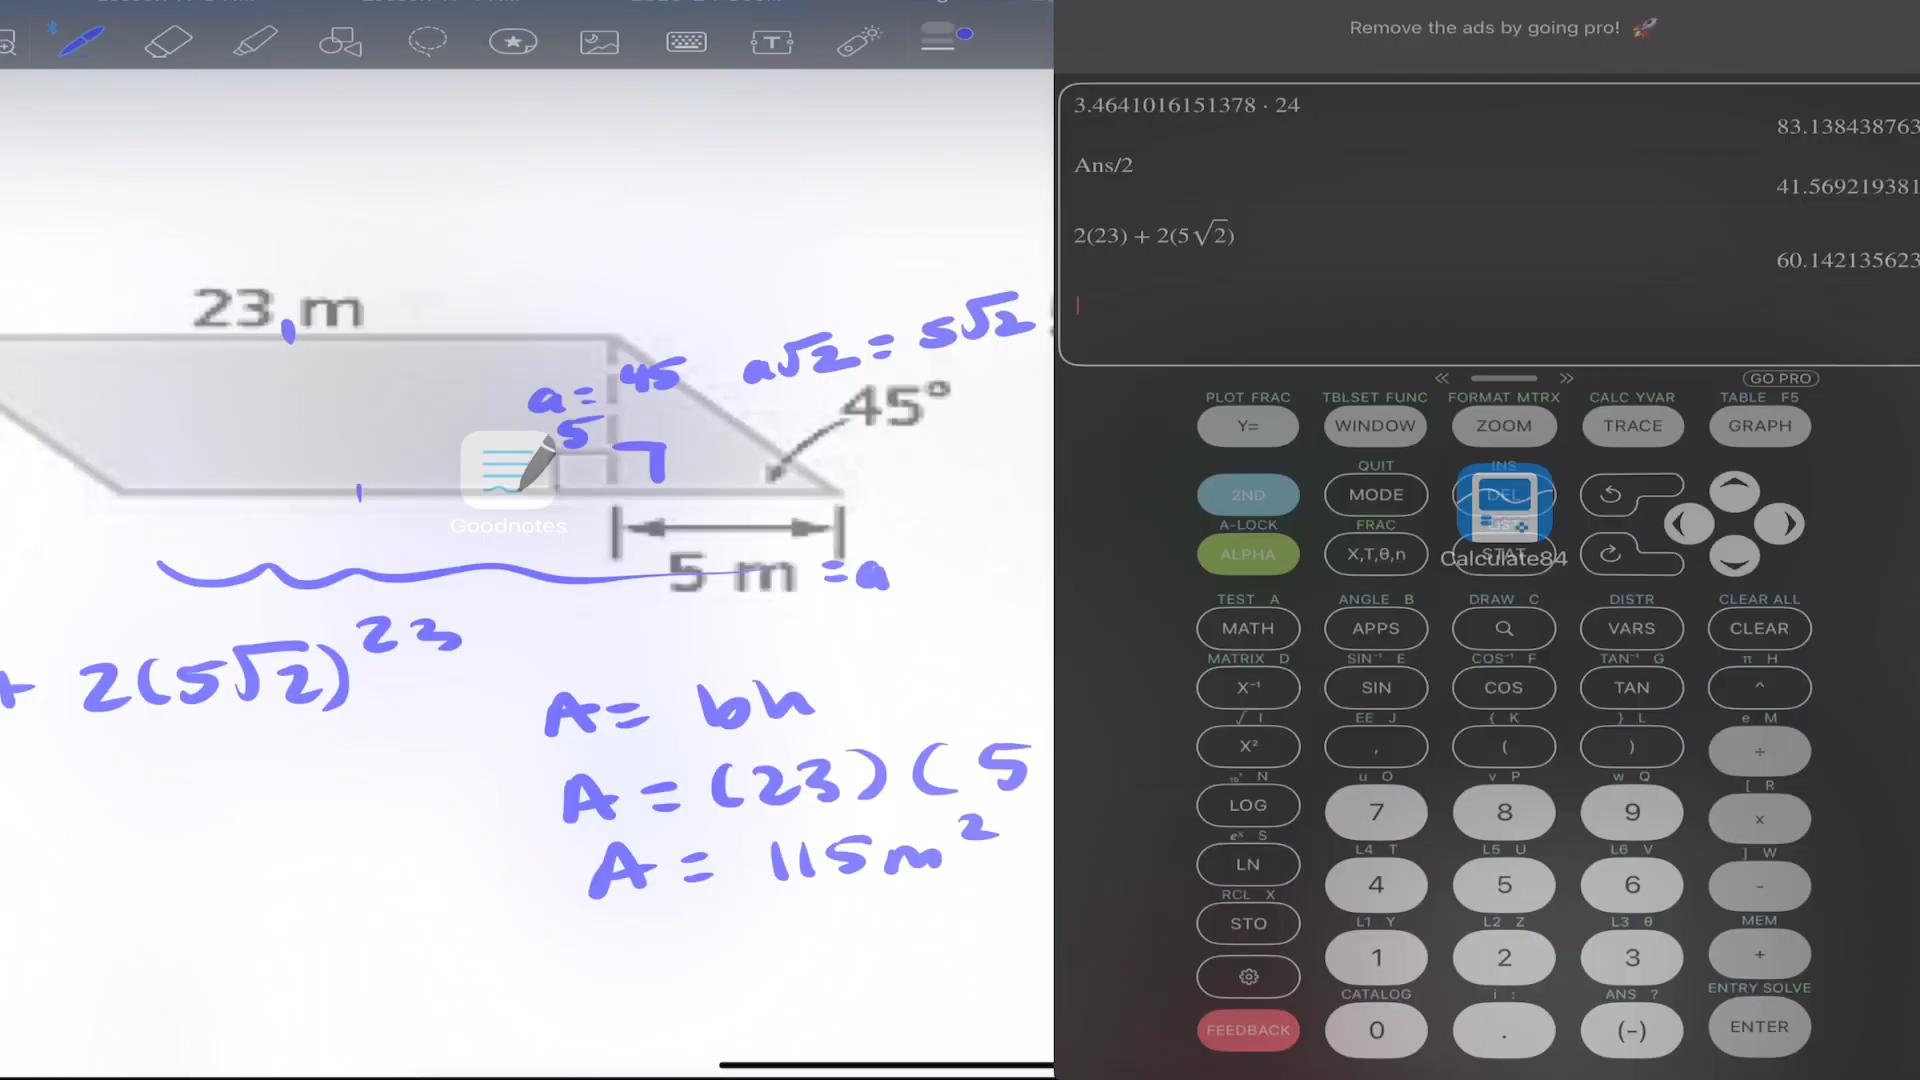 Remove the ads by going pro! 🚀
3.4641016151378 · 24
83.138438763
Ans/2
41.569219381
2(23) + 2(5√2)
60.142135623
23 m
a√2 = 5√2
45
a =
5
45°
Goodnotes
5 m = a
+ 2(5√2)
23
A = bh
A = (23)(5
A = 115m²
GO PRO
PLOT FRAC TBLSET FUNC FORMAT MTRX CALC YVAR TABLE F5
Y= WINDOW ZOOM TRACE GRAPH
QUIT INS
2ND MODE DEL
A-LOCK FRAC LIST
ALPHA X,T,θ,n STAT
Calculate84
TEST A ANGLE B DRAW C DISTR CLEAR ALL
MATH APPS VARS CLEAR
MATRIX D SIN⁻¹ E COS⁻¹ F TAN⁻¹ G π H
X⁻¹ SIN COS TAN ^
√ I EE J { K } L e M
X² , ( ) ÷
10ˣ N u O v P w Q [ R
LOG 7 8 9 x
eˣ S L4 T L5 U L6 V ] W
LN 4 5 6 -
RCL X L1 Y L2 Z L3 θ MEM
STO 1 2 3 +
CATALOG i : ANS ? ENTRY SOLVE
FEEDBACK 0 . (-) ENTER